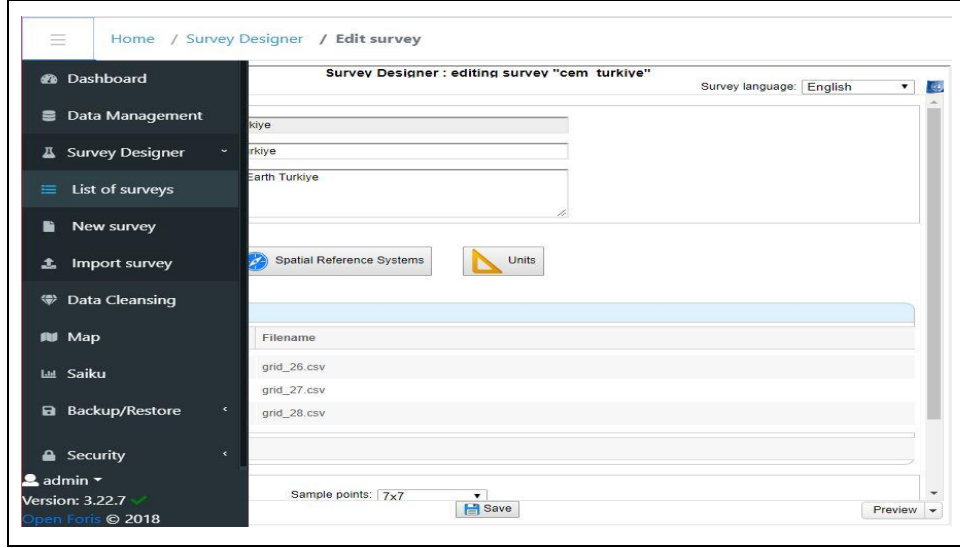 Home / Survey Designer / Edit survey
Dashboard
Data Management
Survey Designer
List of surveys
New survey
Import survey
Data Cleansing
Map
Saiku
Backup/Restore
Security
admin
Version: 3.22.7
Open Foris © 2018
Survey Designer : editing survey "cem_turkiye"
Survey language: English
kiye
rkiye
Earth Turkiye
Spatial Reference Systems
Units
Filename
grid_26.csv
grid_27.csv
grid_28.csv
Sample points: 7x7
Save
Preview